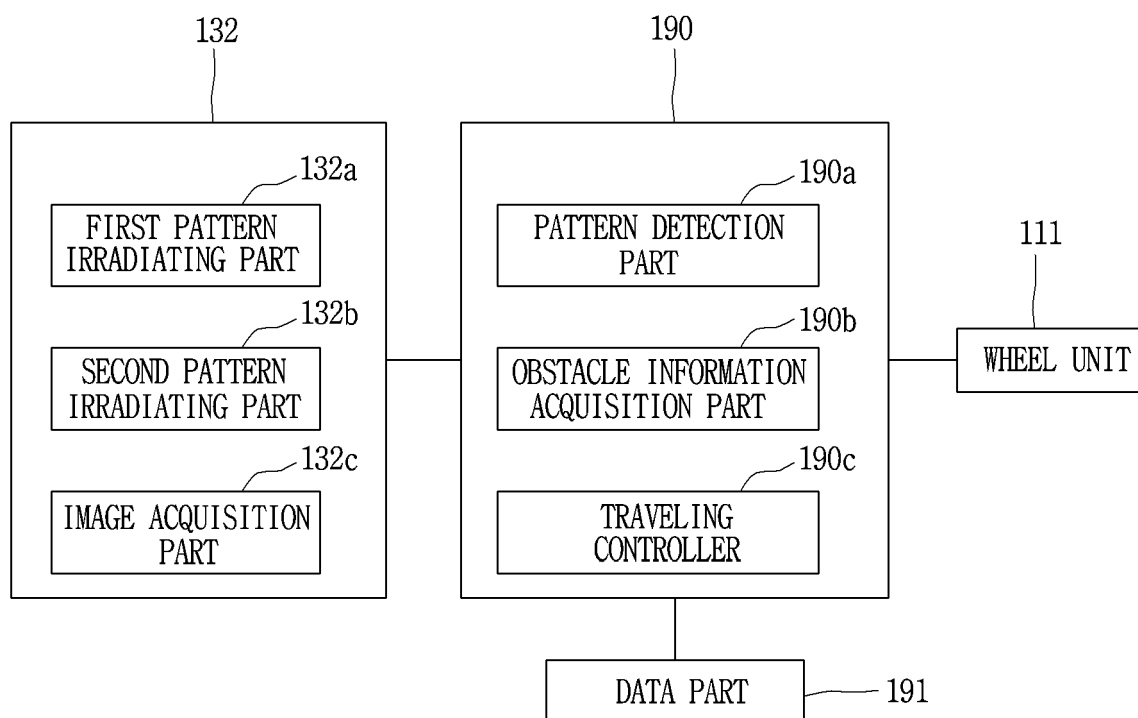 132
190
132a
FIRST PATTERN
IRRADIATING PART
132b
SECOND PATTERN
IRRADIATING PART
132c
IMAGE ACQUISITION
PART
190a
PATTERN DETECTION
PART
190b
OBSTACLE INFORMATION
ACQUISITION PART
190c
TRAVELING
CONTROLLER
111
WHEEL UNIT
DATA PART
191